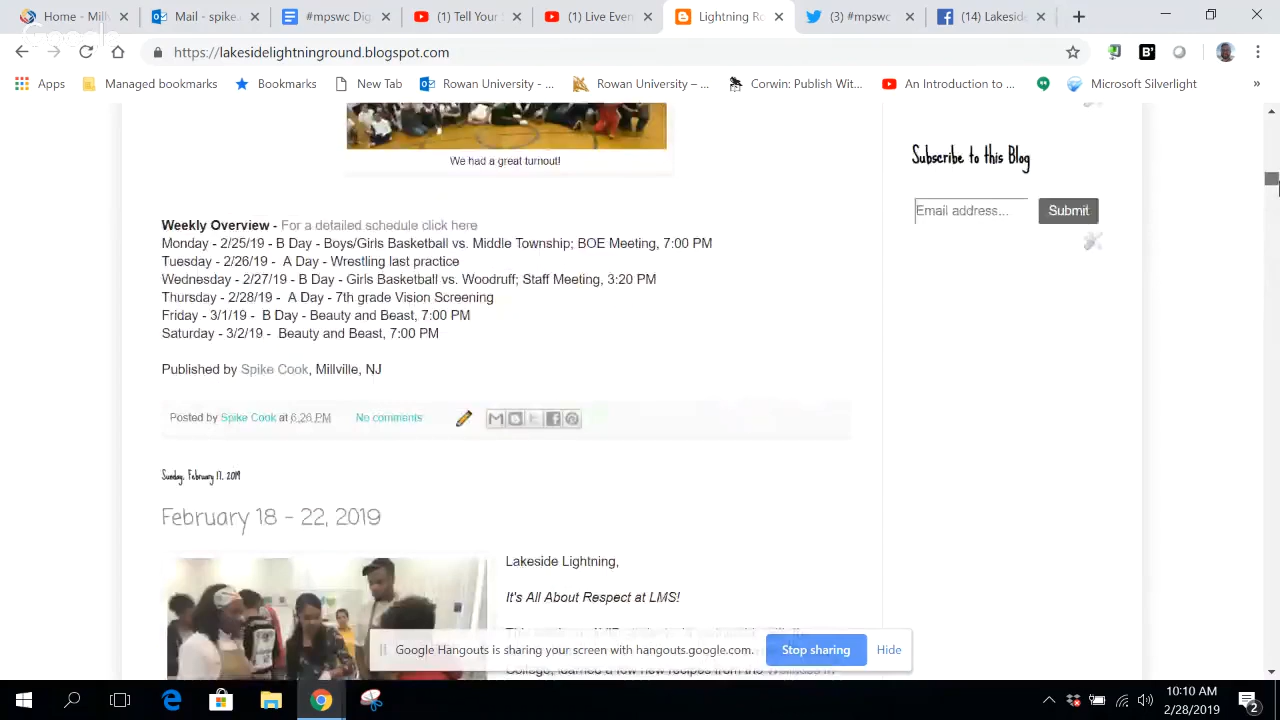 Home - Mill
Mail - spike
#mpswc Dig
(1) Tell Your
(1) Live Even
Lightning Ro
(3) #mpswc
(14) Lakesid
https://lakesidelightninground.blogspot.com
Apps
Managed bookmarks
Bookmarks
New Tab
Rowan University - ...
Rowan University – ...
Corwin: Publish Wit...
An Introduction to ...
Microsoft Silverlight
We had a great turnout!
Subscribe to this Blog
Email address...
Submit
Weekly Overview - For a detailed schedule click here
Monday - 2/25/19 - B Day - Boys/Girls Basketball vs. Middle Township; BOE Meeting, 7:00 PM
Tuesday - 2/26/19 - A Day - Wrestling last practice
Wednesday - 2/27/19 - B Day - Girls Basketball vs. Woodruff; Staff Meeting, 3:20 PM
Thursday - 2/28/19 - A Day - 7th grade Vision Screening
Friday - 3/1/19 - B Day - Beauty and Beast, 7:00 PM
Saturday - 3/2/19 - Beauty and Beast, 7:00 PM
Published by Spike Cook, Millville, NJ
Posted by Spike Cook at 6:26 PM
No comments
Sunday, February 17, 2019
February 18 - 22, 2019
Lakeside Lightning,
It's All About Respect at LMS!
Google Hangouts is sharing your screen with hangouts.google.com.
Stop sharing
Hide
College, learned a few new recipes from the
10:10 AM
2/28/2019
2